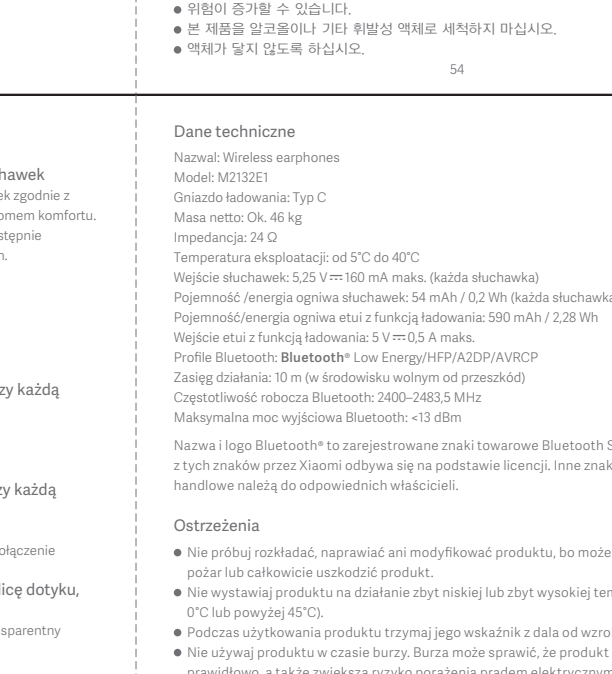 위험이 증가할 수 있습니다.
● 본 제품을 알코올이나 기타 휘발성 액체로 세척하지 마십시오.
● 액체가 닿지 않도록 하십시오.
54
hawek
ek zgodnie z
omem komfortu.
stępnie
n.
zy każdą
zy każdą
ołączenie
licę dotyku,
sparentny
Dane techniczne
Nazwal: Wireless earphones
Model: M2132E1
Gniazdo ładowania: Typ C
Masa netto: Ok. 46 kg
Impedancja: 24 Ω
Temperatura eksploatacji: od 5°C do 40°C
Wejście słuchawek: 5,25 V⎓160 mA maks. (każda słuchawka)
Pojemność /energia ogniwa słuchawek: 54 mAh / 0,2 Wh (każda słuchawka
Pojemność/energia ogniwa etui z funkcją ładowania: 590 mAh / 2,28 Wh
Wejście etui z funkcją ładowania: 5 V⎓0,5 A maks.
Profile Bluetooth: Bluetooth® Low Energy/HFP/A2DP/AVRCP
Zasięg działania: 10 m (w środowisku wolnym od przeszkód)
Częstotliwość robocza Bluetooth: 2400–2483,5 MHz
Maksymalna moc wyjściowa Bluetooth: <13 dBm
Nazwa i logo Bluetooth® to zarejestrowane znaki towarowe Bluetooth S
z tych znaków przez Xiaomi odbywa się na podstawie licencji. Inne znak
handlowe należą do odpowiednich właścicieli.
Ostrzeżenia
● Nie próbuj rozkładać, naprawiać ani modyfikować produktu, bo może
pożar lub całkowicie uszkodzić produkt.
● Nie wystawiaj produktu na działanie zbyt niskiej lub zbyt wysokiej tem
0°C lub powyżej 45°C).
● Podczas użytkowania produktu trzymaj jego wskaźnik z dala od wzro
● Nie używaj produktu w czasie burzy. Burza może sprawić, że produkt
prawidłowo, a także zwiększa ryzyko porażenia prądem elektrycznym